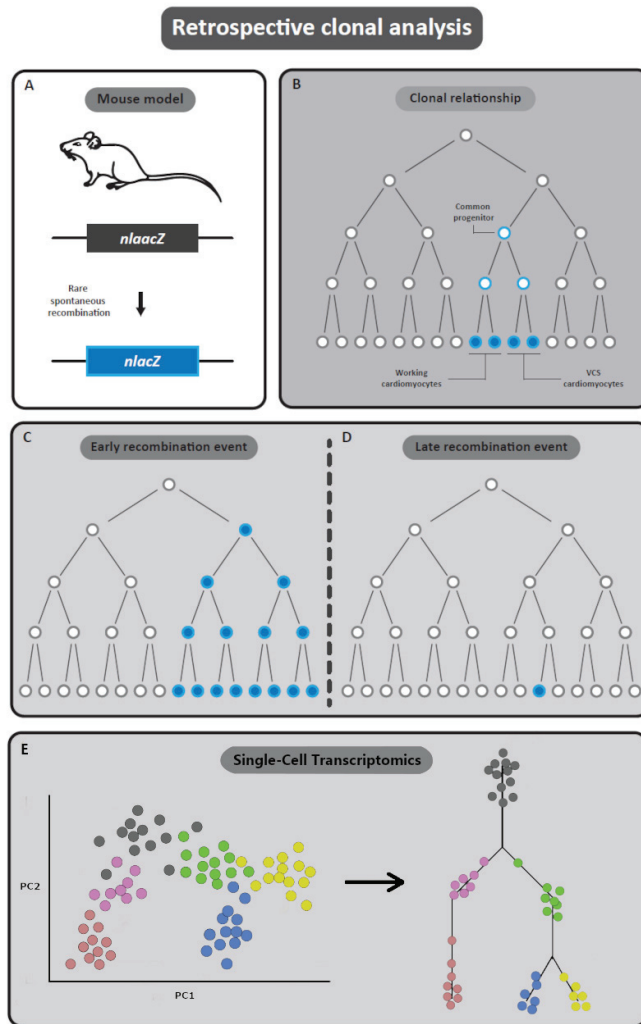 Retrospective clonal analysis
A
Mouse model
nlaacZ
Rare
spontaneous
recombination
nlacZ
B
Clonal relationship
Common
progenitor
Working
cardiomyocytes
VCS
cardiomyocytes
C
Early recombination event
D
Late recombination event
E
Single-Cell Transcriptomics
PC2
PC1